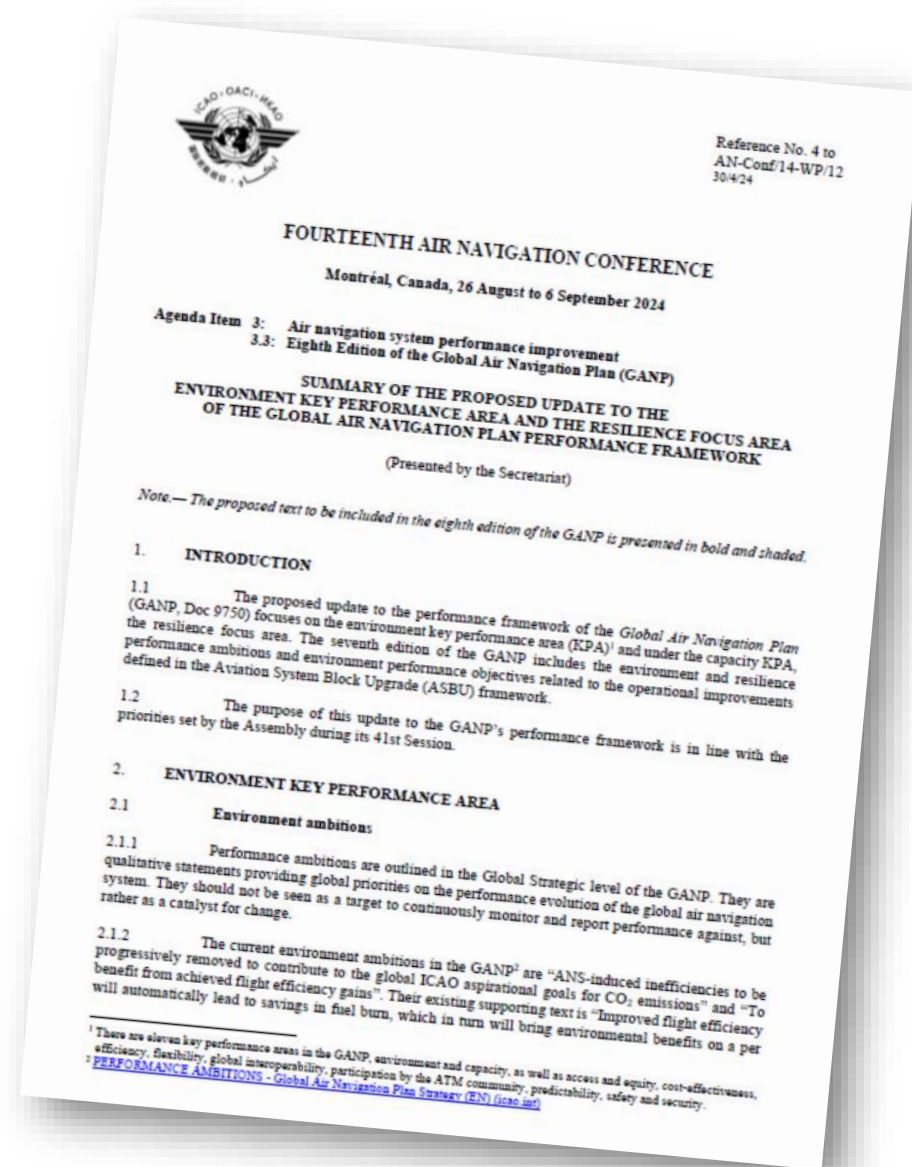 ICAO · OACI · ИКАО
Reference No. 4 to
AN-Conf/14-WP/12
30/4/24
FOURTEENTH AIR NAVIGATION CONFERENCE
Montréal, Canada, 26 August to 6 September 2024
Agenda Item 3: Air navigation system performance improvement
3.3: Eighth Edition of the Global Air Navigation Plan (GANP)
SUMMARY OF THE PROPOSED UPDATE TO THE
ENVIRONMENT KEY PERFORMANCE AREA AND THE RESILIENCE FOCUS AREA
OF THE GLOBAL AIR NAVIGATION PLAN PERFORMANCE FRAMEWORK
(Presented by the Secretariat)
Note.— The proposed text to be included in the eighth edition of the GANP is presented in bold and shaded.
1. INTRODUCTION
1.1 The proposed update to the performance framework of the Global Air Navigation Plan
(GANP, Doc 9750) focuses on the environment key performance area (KPA)¹ and under the capacity KPA,
the resilience focus area. The seventh edition of the GANP includes the environment and resilience
performance ambitions and environment performance objectives related to the operational improvements
defined in the Aviation System Block Upgrade (ASBU) framework.
1.2 The purpose of this update to the GANP's performance framework is in line with the
priorities set by the Assembly during its 41st Session.
2. ENVIRONMENT KEY PERFORMANCE AREA
2.1 Environment ambitions
2.1.1 Performance ambitions are outlined in the Global Strategic level of the GANP. They are
qualitative statements providing global priorities on the performance evolution of the global air navigation
system. They should not be seen as a target to continuously monitor and report performance against, but
rather as a catalyst for change.
2.1.2 The current environment ambitions in the GANP² are “ANS-induced inefficiencies to be
progressively removed to contribute to the global ICAO aspirational goals for CO₂ emissions” and “To
benefit from achieved flight efficiency gains”. Their existing supporting text is “Improved flight efficiency
will automatically lead to savings in fuel burn, which in turn will bring environmental benefits on a per
¹ There are eleven key performance areas in the GANP, environment and capacity, as well as access and equity, cost-effectiveness,
efficiency, flexibility, global interoperability, participation by the ATM community, predictability, safety and security.
² PERFORMANCE AMBITIONS - Global Air Navigation Plan Strategy (EN) (icao.int)